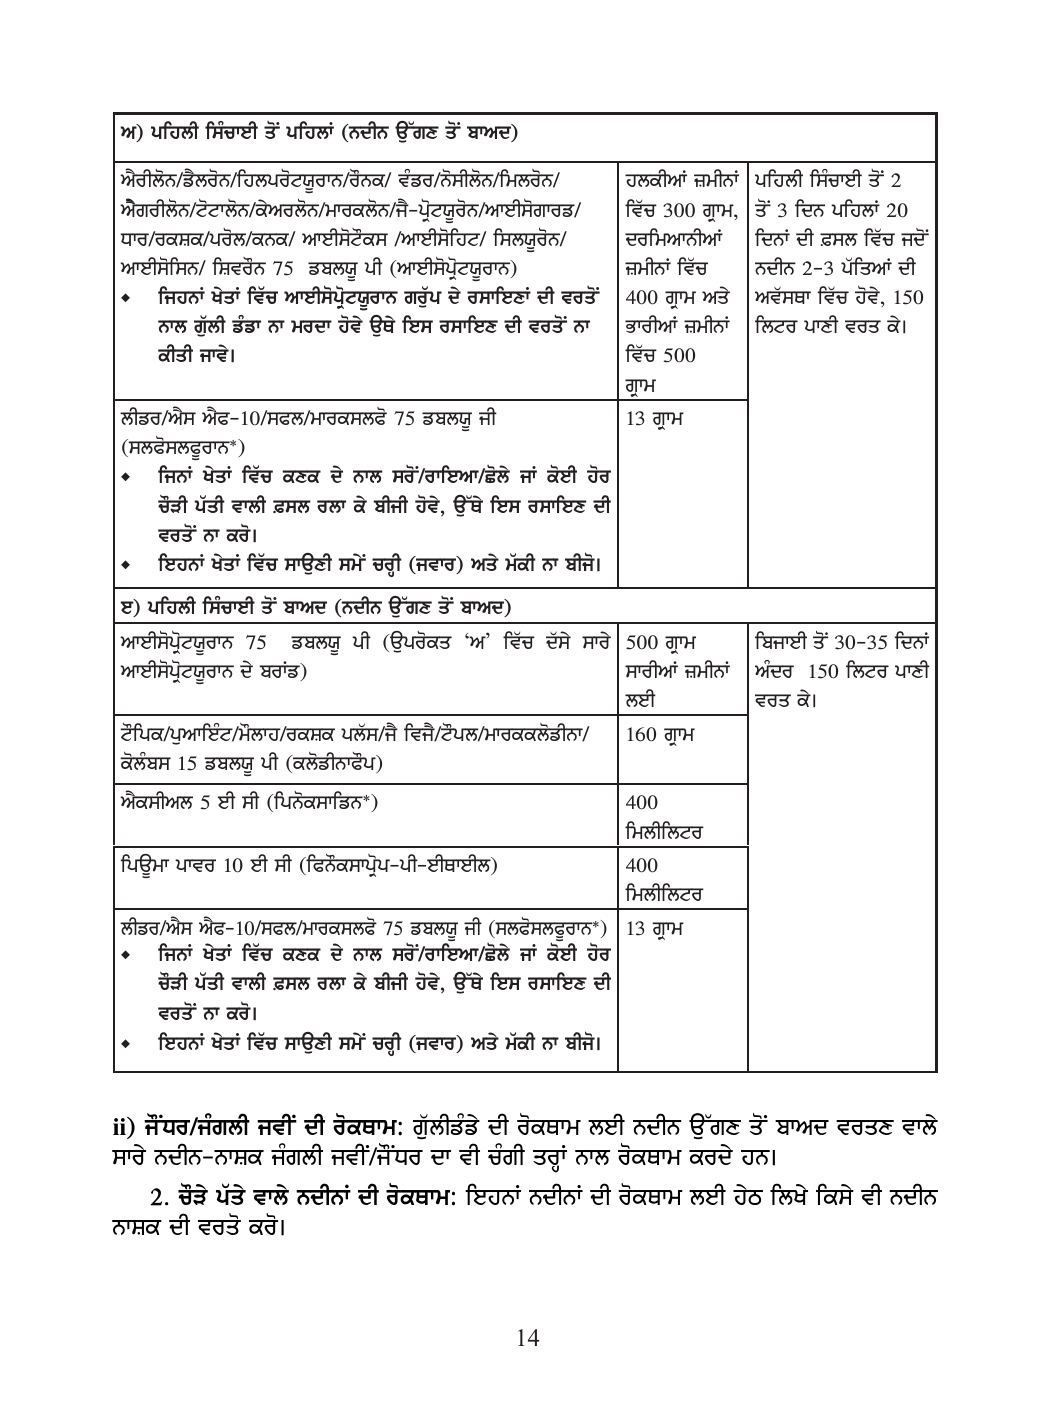 ਅ) ਪਹਿਲੀ ਸਿੰਚਾਈ ਤੋਂ ਪਹਿਲਾਂ (ਨਦੀਨ ਉੱਗਣ ਤੋਂ ਬਾਅਦ)
ਐਰੀਲੋਨ/ਡੈਲਰੋਨ/ਹਿਲਪਰੋਟਯੂਰਾਨ/ਰੌਨਕ/ ਵੰਡਰ/ਨੋਸੀਲੋਨ/ਮਿਲਰੋਨ/
ਐਗਰੀਲੋਨ/ਟੋਟਾਲੋਨ/ਕੇਅਰਲੋਨ/ਮਾਰਕਲੋਨ/ਜੈ-ਪ੍ਰੋਟਯੂਰੋਨ/ਆਈਸੋਗਾਰਡ/
ਧਾਰ/ਰਕਸ਼ਕ/ਪਰੋਲ/ਕਨਕ/ ਆਈਸੋਟੌਕਸ /ਆਈਸੋਹਿਟ/ ਸਿਲਯੂਰੋਨ/
ਆਈਸੋਸਿਨ/ ਸ਼ਿਵਰੌਨ 75 ਡਬਲਯੂ ਪੀ (ਆਈਸੋਪ੍ਰੋਟਯੂਰਾਨ)
◆ ਜਿਹਨਾਂ ਖੇਤਾਂ ਵਿੱਚ ਆਈਸੋਪ੍ਰੋਟਯੂਰਾਨ ਗਰੁੱਪ ਦੇ ਰਸਾਇਣਾਂ ਦੀ ਵਰਤੋਂ
ਨਾਲ ਗੁੱਲੀ ਡੰਡਾ ਨਾ ਮਰਦਾ ਹੋਵੇ ਉਥੇ ਇਸ ਰਸਾਇਣ ਦੀ ਵਰਤੋਂ ਨਾ
ਕੀਤੀ ਜਾਵੇ।
ਹਲਕੀਆਂ ਜ਼ਮੀਨਾਂ
ਵਿੱਚ 300 ਗ੍ਰਾਮ,
ਦਰਮਿਆਨੀਆਂ
ਜ਼ਮੀਨਾਂ ਵਿੱਚ
400 ਗ੍ਰਾਮ ਅਤੇ
ਭਾਰੀਆਂ ਜ਼ਮੀਨਾਂ
ਵਿੱਚ 500
ਗ੍ਰਾਮ
ਪਹਿਲੀ ਸਿੰਚਾਈ ਤੋਂ 2
ਤੋਂ 3 ਦਿਨ ਪਹਿਲਾਂ 20
ਦਿਨਾਂ ਦੀ ਫ਼ਸਲ ਵਿੱਚ ਜਦੋਂ
ਨਦੀਨ 2-3 ਪੱਤਿਆਂ ਦੀ
ਅਵੱਸਥਾ ਵਿੱਚ ਹੋਵੇ, 150
ਲਿਟਰ ਪਾਣੀ ਵਰਤ ਕੇ।
ਲੀਡਰ/ਐਸ ਐਫ-10/ਸਫਲ/ਮਾਰਕਸਲਫੋ 75 ਡਬਲਯੂ ਜੀ
(ਸਲਫੋਸਲਫੂਰਾਨ*)
◆ ਜਿਨਾਂ ਖੇਤਾਂ ਵਿੱਚ ਕਣਕ ਦੇ ਨਾਲ ਸਰੋਂ/ਰਾਇਆ/ਛੋਲੇ ਜਾਂ ਕੋਈ ਹੋਰ
ਚੌੜੀ ਪੱਤੀ ਵਾਲੀ ਫ਼ਸਲ ਰਲਾ ਕੇ ਬੀਜੀ ਹੋਵੇ, ਉੱਥੇ ਇਸ ਰਸਾਇਣ ਦੀ
ਵਰਤੋਂ ਨਾ ਕਰੋ।
◆ ਇਹਨਾਂ ਖੇਤਾਂ ਵਿੱਚ ਸਾਉਣੀ ਸਮੇਂ ਚਰ੍ਹੀ (ਜਵਾਰ) ਅਤੇ ਮੱਕੀ ਨਾ ਬੀਜੋ।
13 ਗ੍ਰਾਮ
ੲ) ਪਹਿਲੀ ਸਿੰਚਾਈ ਤੋਂ ਬਾਅਦ (ਨਦੀਨ ਉੱਗਣ ਤੋਂ ਬਾਅਦ)
ਆਈਸੋਪ੍ਰੋਟਯੂਰਾਨ 75 ਡਬਲਯੂ ਪੀ (ਉਪਰੋਕਤ ‘ਅ’ ਵਿੱਚ ਦੱਸੇ ਸਾਰੇ
ਆਈਸੋਪ੍ਰੋਟਯੂਰਾਨ ਦੇ ਬਰਾਂਡ)
500 ਗ੍ਰਾਮ
ਸਾਰੀਆਂ ਜ਼ਮੀਨਾਂ
ਲਈ
ਬਿਜਾਈ ਤੋਂ 30-35 ਦਿਨਾਂ
ਅੰਦਰ 150 ਲਿਟਰ ਪਾਣੀ
ਵਰਤ ਕੇ।
ਟੌਪਿਕ/ਪੁਆਇੰਟ/ਮੌਲਾਹ/ਰਕਸ਼ਕ ਪਲੱਸ/ਜੈ ਵਿਜੈ/ਟੌਪਲ/ਮਾਰਕਕਲੋਡੀਨਾ/
ਕੋਲੰਬਸ 15 ਡਬਲਯੂ ਪੀ (ਕਲੋਡੀਨਾਫੌਪ)
160 ਗ੍ਰਾਮ
ਐਕਸੀਅਲ 5 ਈ ਸੀ (ਪਿਨੋਕਸਾਡਿਨ*)
400
ਮਿਲੀਲਿਟਰ
ਪਿਊਮਾ ਪਾਵਰ 10 ਈ ਸੀ (ਫਿਨੌਕਸਾਪ੍ਰੋਪ-ਪੀ-ਈਥਾਈਲ)
400
ਮਿਲੀਲਿਟਰ
ਲੀਡਰ/ਐਸ ਐਫ-10/ਸਫਲ/ਮਾਰਕਸਲਫੋ 75 ਡਬਲਯੂ ਜੀ (ਸਲਫੋਸਲਫੂਰਾਨ*)
◆ ਜਿਨਾਂ ਖੇਤਾਂ ਵਿੱਚ ਕਣਕ ਦੇ ਨਾਲ ਸਰੋਂ/ਰਾਇਆ/ਛੋਲੇ ਜਾਂ ਕੋਈ ਹੋਰ
ਚੌੜੀ ਪੱਤੀ ਵਾਲੀ ਫ਼ਸਲ ਰਲਾ ਕੇ ਬੀਜੀ ਹੋਵੇ, ਉੱਥੇ ਇਸ ਰਸਾਇਣ ਦੀ
ਵਰਤੋਂ ਨਾ ਕਰੋ।
◆ ਇਹਨਾਂ ਖੇਤਾਂ ਵਿੱਚ ਸਾਉਣੀ ਸਮੇਂ ਚਰ੍ਹੀ (ਜਵਾਰ) ਅਤੇ ਮੱਕੀ ਨਾ ਬੀਜੋ।
13 ਗ੍ਰਾਮ
ii) ਜੌਂਧਰ/ਜੰਗਲੀ ਜਵੀਂ ਦੀ ਰੋਕਥਾਮ: ਗੁੱਲੀਡੰਡੇ ਦੀ ਰੋਕਥਾਮ ਲਈ ਨਦੀਨ ਉੱਗਣ ਤੋਂ ਬਾਅਦ ਵਰਤਣ ਵਾਲੇ
ਸਾਰੇ ਨਦੀਨ-ਨਾਸ਼ਕ ਜੰਗਲੀ ਜਵੀਂ/ਜੌਂਧਰ ਦਾ ਵੀ ਚੰਗੀ ਤਰ੍ਹਾਂ ਨਾਲ ਰੋਕਥਾਮ ਕਰਦੇ ਹਨ।
2. ਚੌੜੇ ਪੱਤੇ ਵਾਲੇ ਨਦੀਨਾਂ ਦੀ ਰੋਕਥਾਮ: ਇਹਨਾਂ ਨਦੀਨਾਂ ਦੀ ਰੋਕਥਾਮ ਲਈ ਹੇਠ ਲਿਖੇ ਕਿਸੇ ਵੀ ਨਦੀਨ
ਨਾਸ਼ਕ ਦੀ ਵਰਤੋ ਕਰੋ।
14